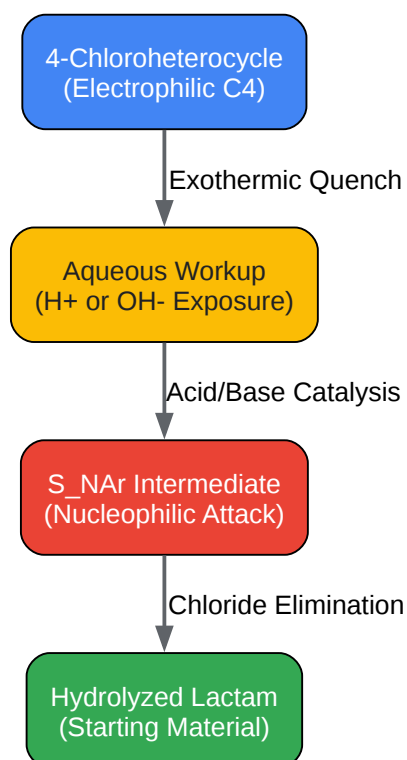 4-Chloroheterocycle
(Electrophilic C4)
Exothermic Quench
Aqueous Workup
(H+ or OH- Exposure)
Acid/Base Catalysis
S_NAr Intermediate
(Nucleophilic Attack)
Chloride Elimination
Hydrolyzed Lactam
(Starting Material)